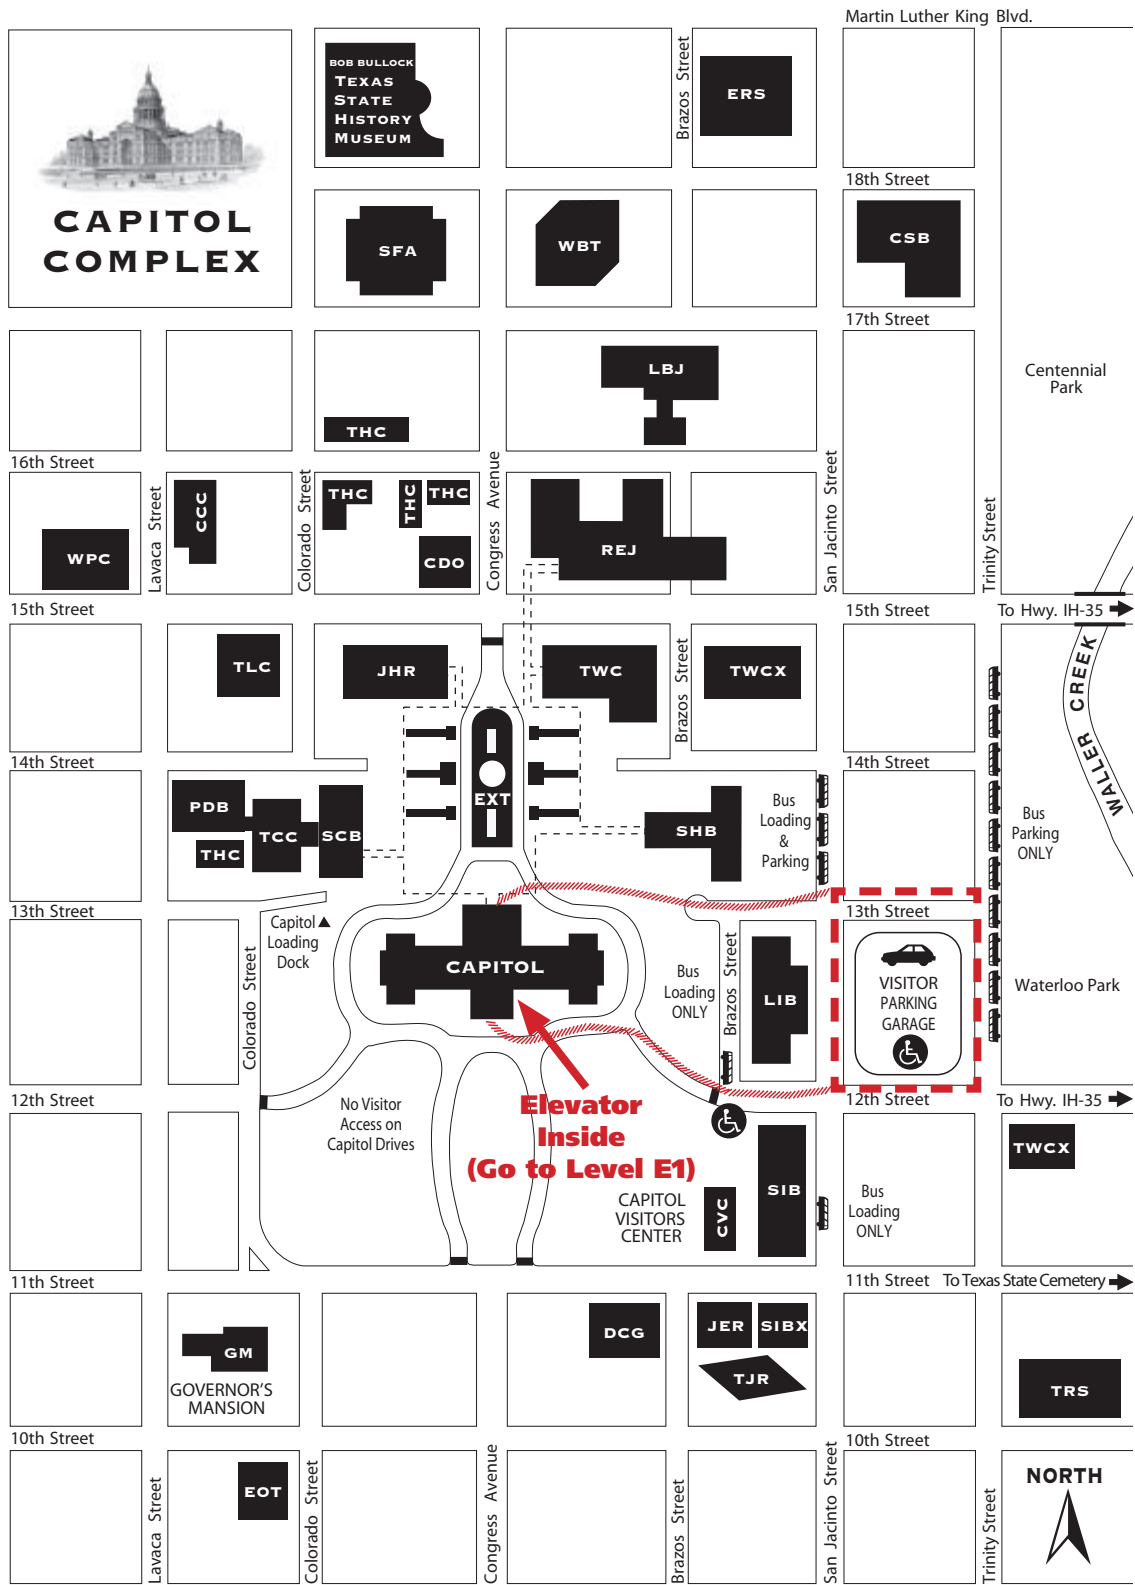 Martin Luther King Blvd.
BOB BULLOCK
TEXAS
STATE
HISTORY
MUSEUM
Brazos Street
ERS
CAPITOL
COMPLEX
18th Street
SFA
WBT
CSB
17th Street
LBJ
Centennial
Park
THC
16th Street
Lavaca Street
CCC
Colorado Street
THC
THC
THC
Congress Avenue
San Jacinto Street
Trinity Street
WPC
CDO
REJ
15th Street
15th Street
To Hwy. IH-35
TLC
JHR
TWC
Brazos Street
TWCX
WALLER CREEK
14th Street
14th Street
PDB
TCC
SCB
THC
EXT
SHB
Bus
Loading
&
Parking
Bus
Parking
ONLY
13th Street
13th Street
Capitol
Loading
Dock
Colorado Street
CAPITOL
Bus
Loading
ONLY
Brazos Street
LIB
VISITOR
PARKING
GARAGE
Waterloo Park
12th Street
No Visitor
Access on
Capitol Drives
Elevator
Inside
(Go to Level E1)
12th Street
To Hwy. IH-35
TWCX
CAPITOL
VISITORS
CENTER
CVC
SIB
Bus
Loading
ONLY
11th Street
11th Street
To Texas State Cemetery
GM
GOVERNOR'S
MANSION
DCG
JER
SIBX
TJR
TRS
10th Street
10th Street
Lavaca Street
EOT
Colorado Street
Congress Avenue
Brazos Street
San Jacinto Street
Trinity Street
NORTH